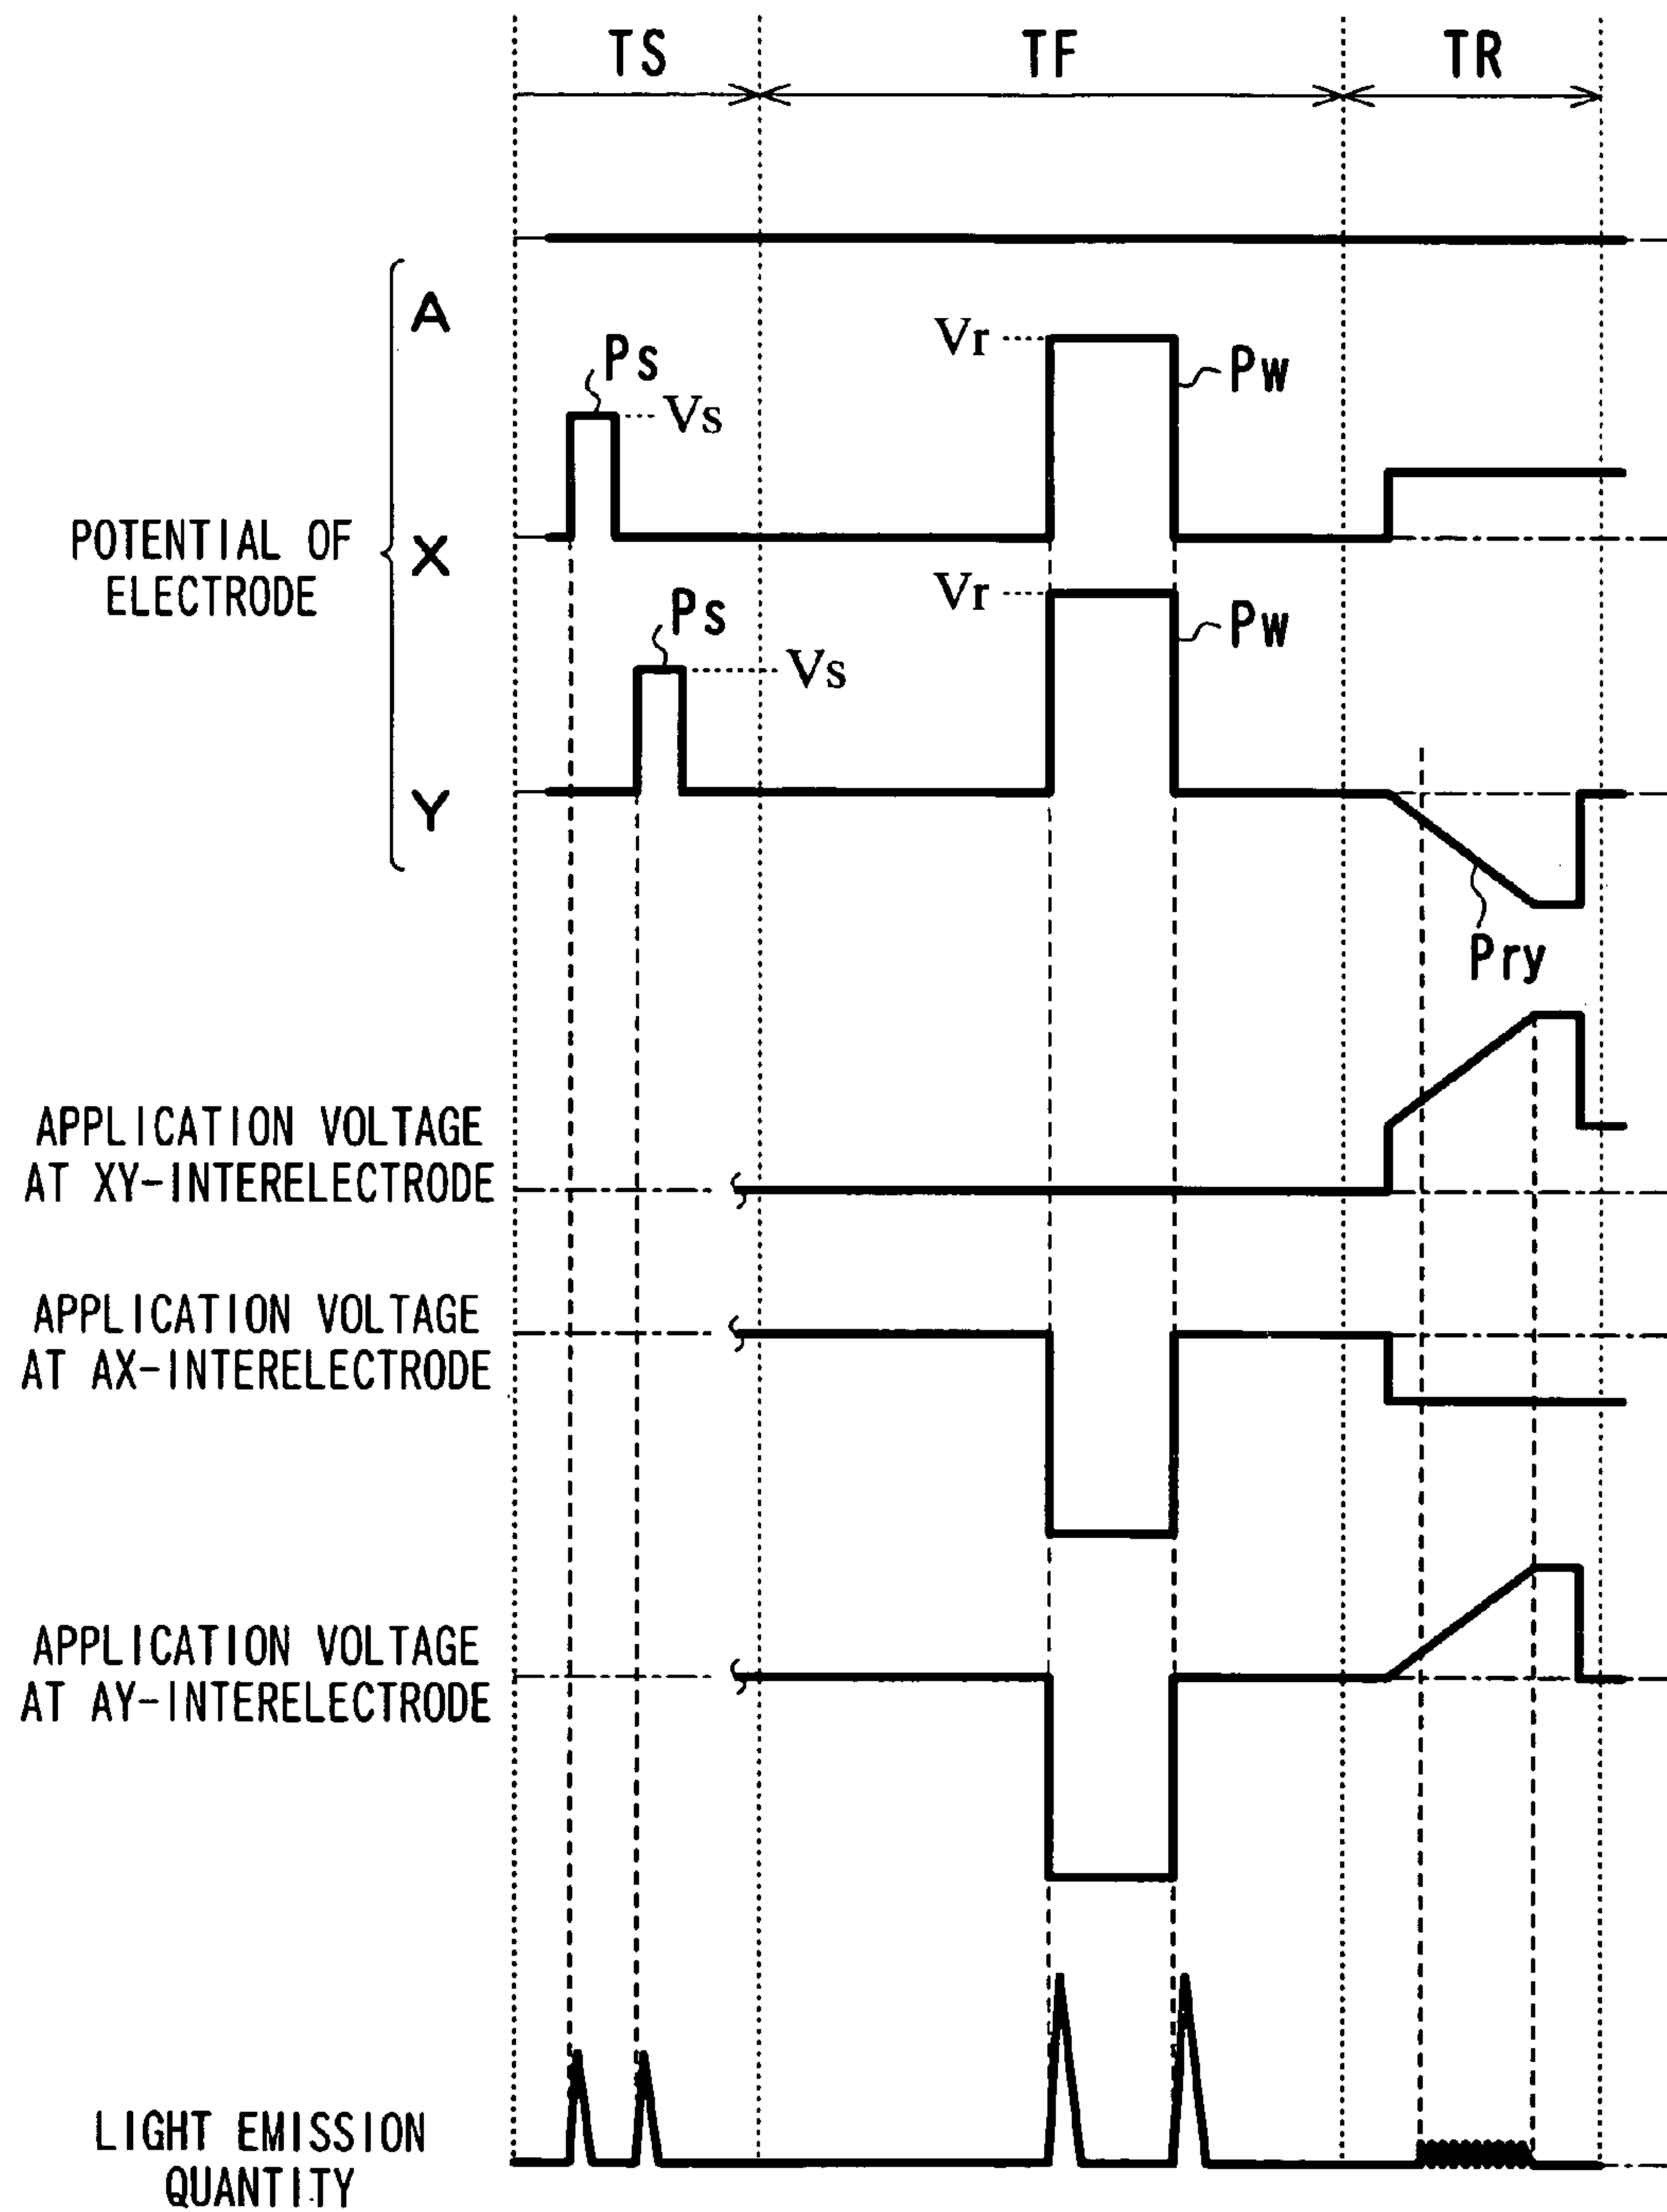 TS TF TR
A
Vr
Pw
Ps
Vs
POTENTIAL OF
ELECTRODE
X
Vr
Pw
Ps
Vs
Y
Pry
APPLICATION VOLTAGE
AT XY-INTERELECTRODE
APPLICATION VOLTAGE
AT AX-INTERELECTRODE
APPLICATION VOLTAGE
AT AY-INTERELECTRODE
LIGHT EMISSION
QUANTITY